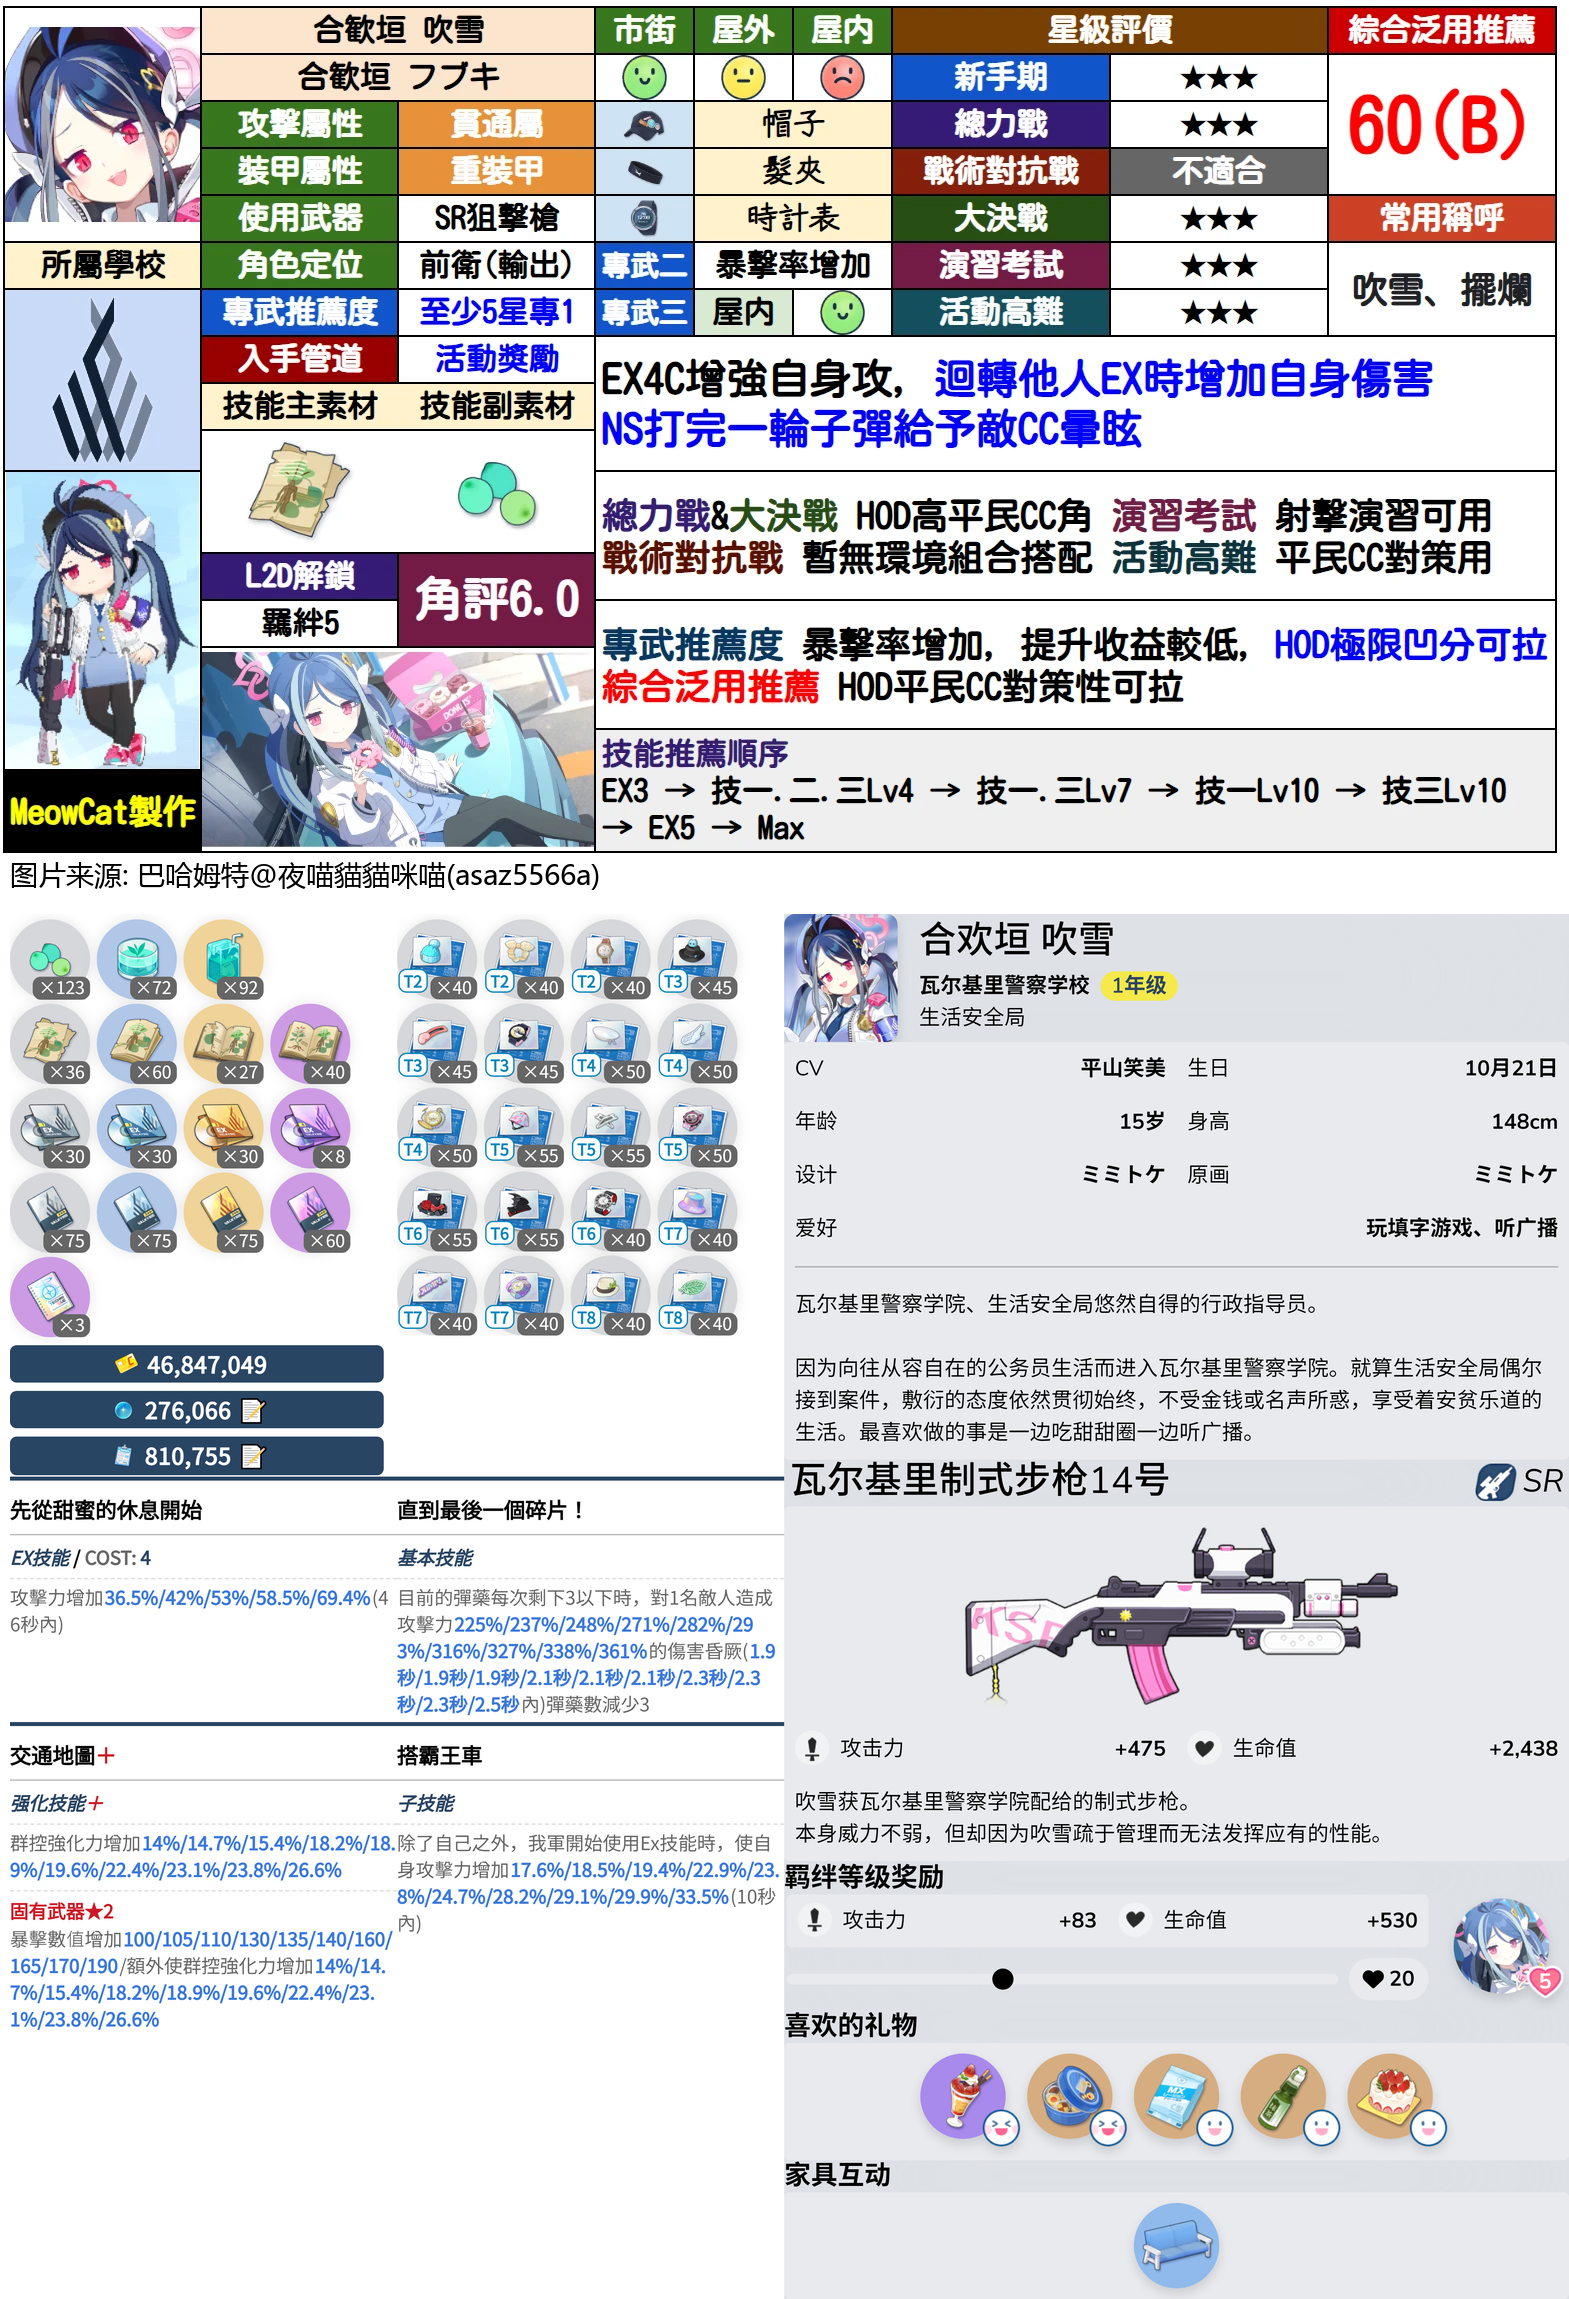 合歡垣 吹雪
市街
屋外
屋内
星級評價
綜合泛用推薦
合歡垣 フブキ
新手期
★★★
60(B)
攻擊屬性
貫通屬
帽子
總力戰
★★★
裝甲屬性
重裝甲
髮夾
戰術對抗戰
不適合
使用武器
SR狙擊槍
時計表
大決戰
★★★
常用稱呼
所屬學校
角色定位
前衛(輸出)
專武二
暴擊率增加
演習考試
★★★
吹雪、擺爛
專武推薦度
至少5星專1
專武三
屋内
活動高難
★★★
入手管道
活動獎勵
EX4C增強自身攻, 迴轉他人EX時增加自身傷害
NS打完一輪子彈給予敵CC暈眩
技能主素材
技能副素材
總力戰&大決戰 HOD高平民CC角 演習考試 射擊演習可用
戰術對抗戰 暫無環境組合搭配 活動高難 平民CC對策用
L2D解鎖
角評6.0
羈絆5
專武推薦度 暴擊率增加, 提升收益較低, HOD極限凹分可拉
綜合泛用推薦 HOD平民CC對策性可拉
DONUTS
技能推薦順序
EX3 → 技一.二.三Lv4 → 技一.三Lv7 → 技一Lv10 → 技三Lv10
→ EX5 → Max
MeowCat製作
图片来源: 巴哈姆特@夜喵貓貓咪喵(asaz5566a)
×123
×72
×92
×36
×60
×27
×40
×30
×30
×30
×8
×75
×75
×75
×60
×3
46,847,049
276,066
810,755
T2 ×40
T2 ×40
T2 ×40
T3 ×45
T3 ×45
T3 ×45
T4 ×50
T4 ×50
T4 ×50
T5 ×55
T5 ×55
T5 ×50
T6 ×55
T6 ×55
T6 ×40
T7 ×40
T7 ×40
T7 ×40
T8 ×40
T8 ×40
先從甜蜜的休息開始
EX技能 / COST: 4
攻擊力增加36.5%/42%/53%/58.5%/69.4%(4
6秒內)
直到最後一個碎片！
基本技能
目前的彈藥每次剩下3以下時，對1名敵人造成
攻擊力225%/237%/248%/271%/282%/29
3%/316%/327%/338%/361%的傷害昏厥(1.9
秒/1.9秒/1.9秒/2.1秒/2.1秒/2.1秒/2.3秒/2.3
秒/2.3秒/2.5秒內)彈藥數減少3
交通地圖+
强化技能+
群控強化力增加14%/14.7%/15.4%/18.2%/18.
9%/19.6%/22.4%/23.1%/23.8%/26.6%
固有武器★2
暴擊數值增加100/105/110/130/135/140/160/
165/170/190/額外使群控強化力增加14%/14.
7%/15.4%/18.2%/18.9%/19.6%/22.4%/23.
1%/23.8%/26.6%
搭霸王車
子技能
除了自己之外，我軍開始使用Ex技能時，使自
身攻擊力增加17.6%/18.5%/19.4%/22.9%/23.
8%/24.7%/28.2%/29.1%/29.9%/33.5%(10秒
內)
合欢垣 吹雪
瓦尔基里警察学校 1年级
生活安全局
CV 平山笑美 生日 10月21日
年龄 15岁 身高 148cm
设计 ミミトケ 原画 ミミトケ
爱好 玩填字游戏、听广播
瓦尔基里警察学院、生活安全局悠然自得的行政指导员。
因为向往从容自在的公务员生活而进入瓦尔基里警察学院。就算生活安全局偶尔
接到案件，敷衍的态度依然贯彻始终，不受金钱或名声所惑，享受着安贫乐道的
生活。最喜欢做的事是一边吃甜甜圈一边听广播。
瓦尔基里制式步枪14号 SR
攻击力 +475 生命值 +2,438
吹雪获瓦尔基里警察学院配给的制式步枪。
本身威力不弱，但却因为吹雪疏于管理而无法发挥应有的性能。
羁绊等级奖励
攻击力 +83 生命值 +530
20
5
喜欢的礼物
MX
家具互动